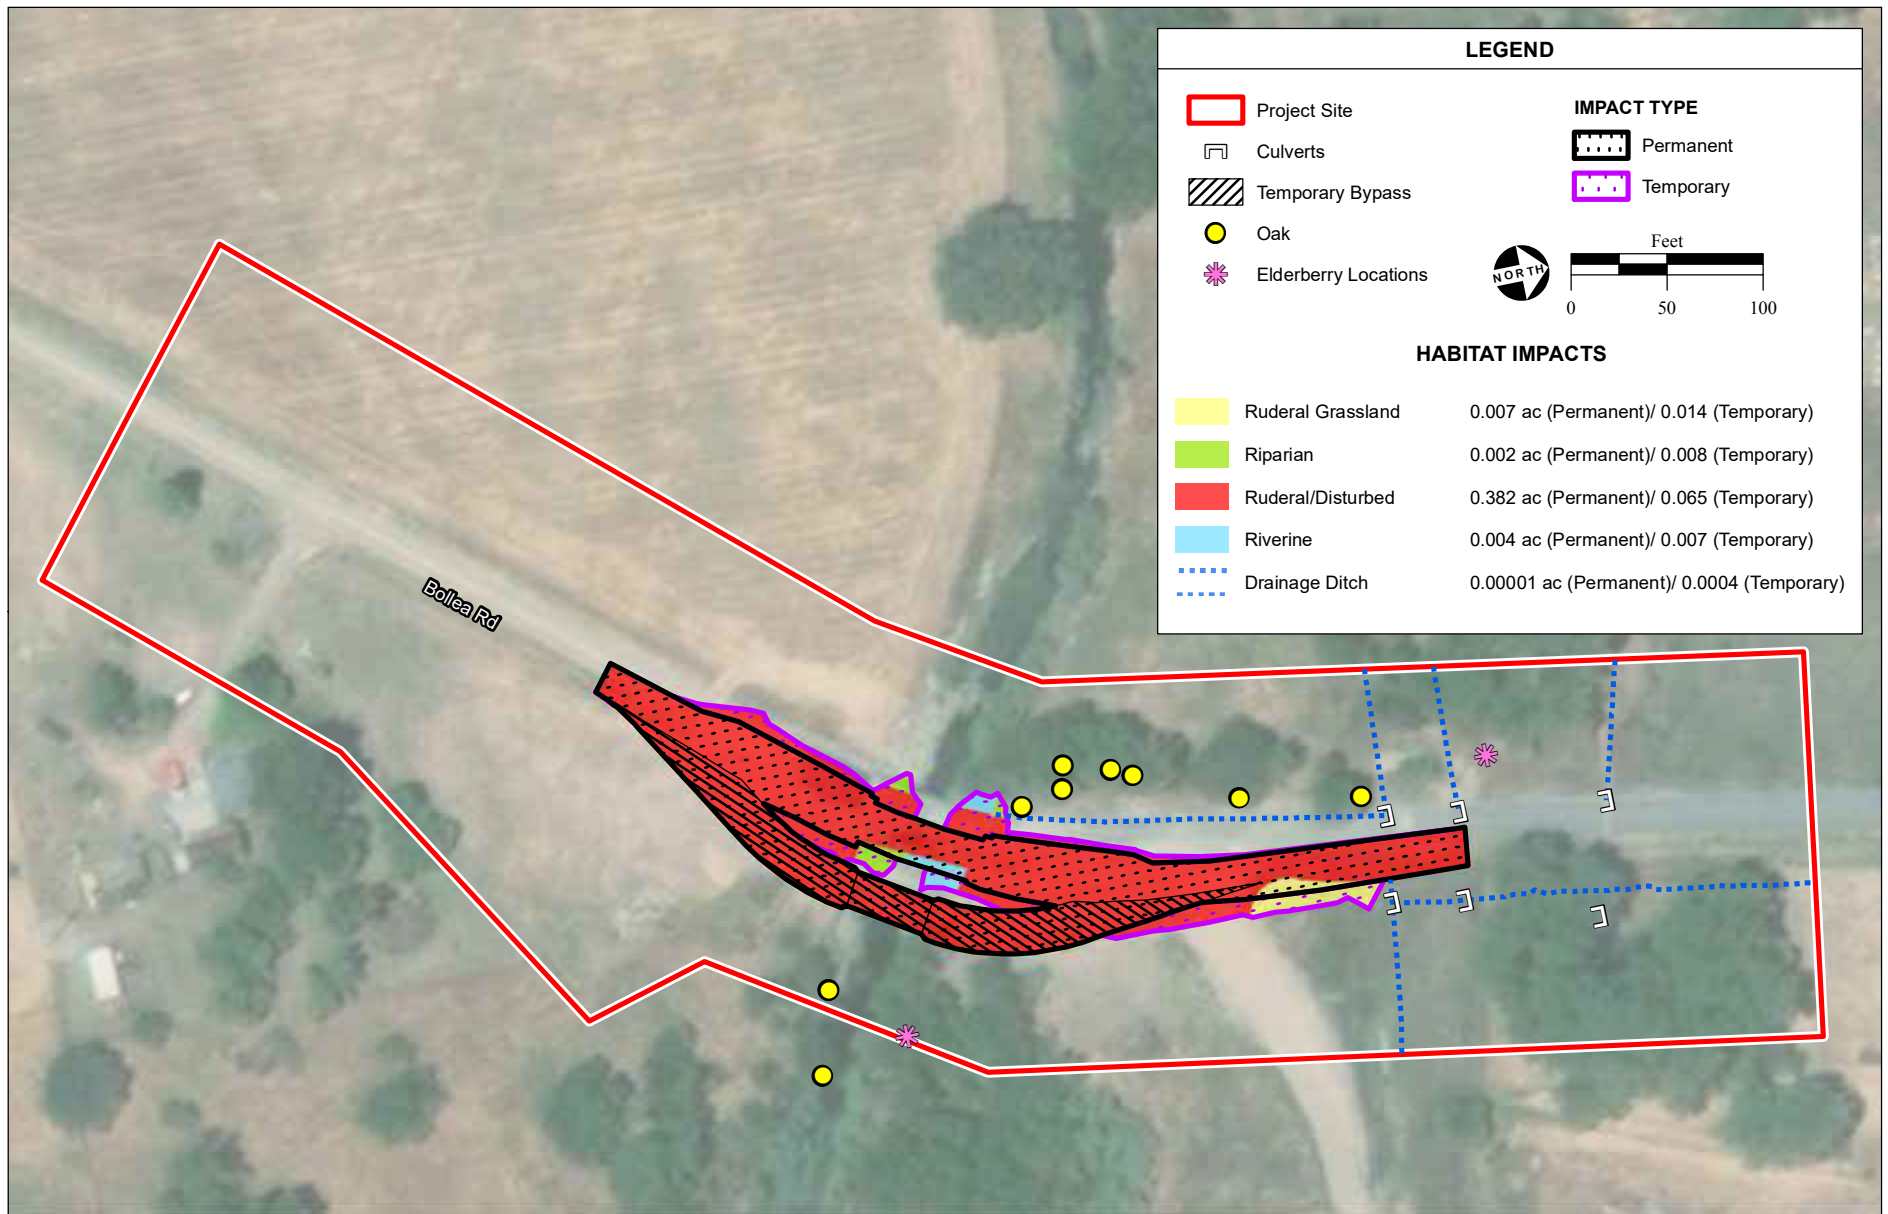 LEGEND
Project Site
Culverts
Temporary Bypass
Oak
Elderberry Locations
IMPACT TYPE
Permanent
Temporary
NORTH
Feet
0 50 100
HABITAT IMPACTS
Ruderal Grassland 0.007 ac (Permanent)/ 0.014 (Temporary)
Riparian 0.002 ac (Permanent)/ 0.008 (Temporary)
Ruderal/Disturbed 0.382 ac (Permanent)/ 0.065 (Temporary)
Riverine 0.004 ac (Permanent)/ 0.007 (Temporary)
Drainage Ditch 0.00001 ac (Permanent)/ 0.0004 (Temporary)
Bollea Rd